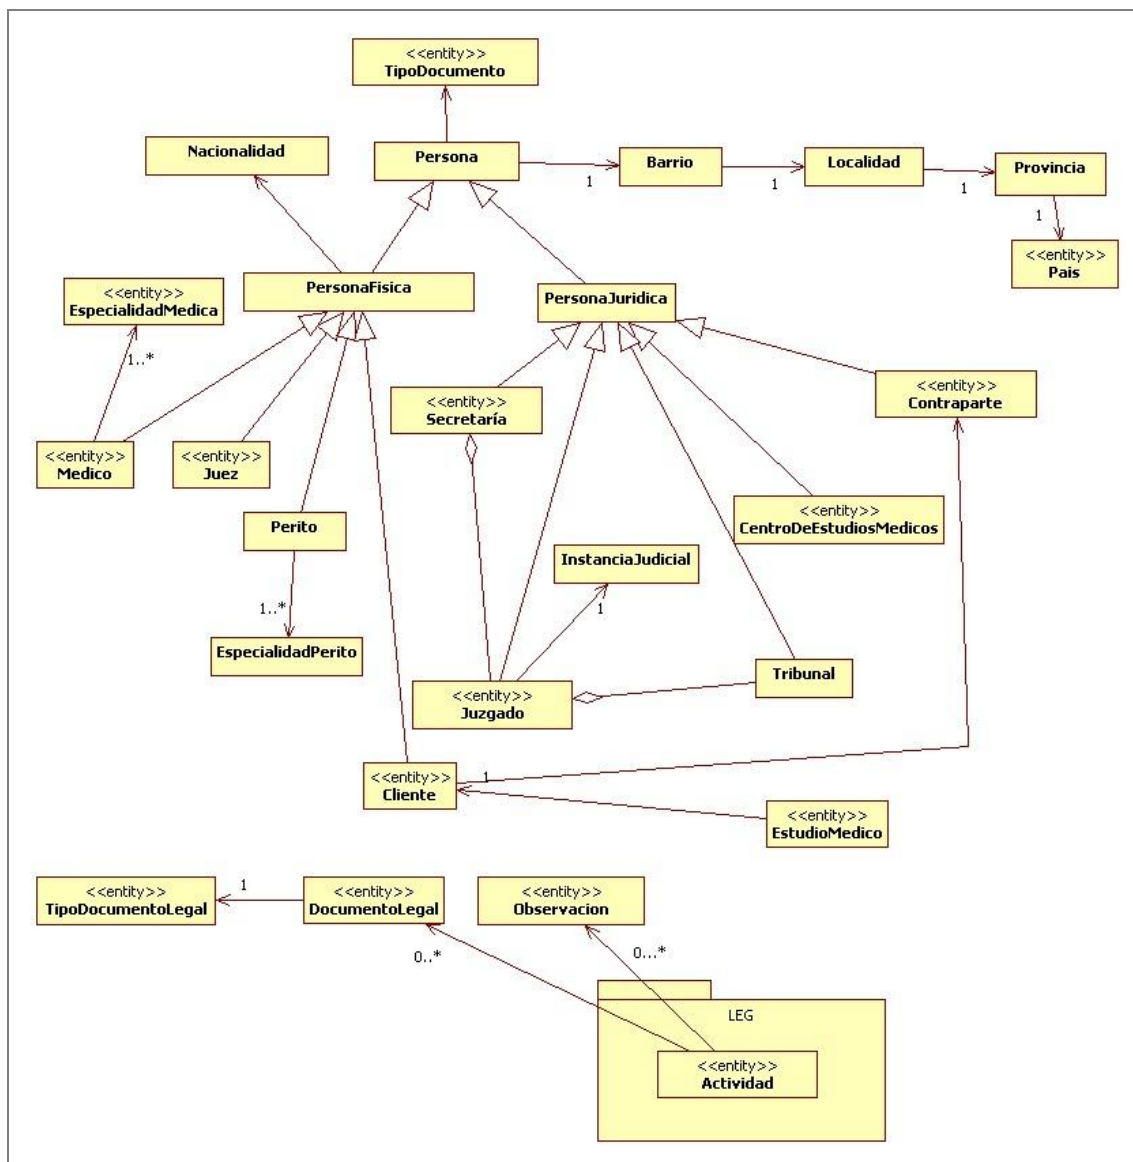 <<entity>>
TipoDocumento
Nacionalidad
Persona
Barrio
Localidad
Provincia
1
1
1
1
<<entity>>
Pais
<<entity>>
EspecialidadMedica
PersonaFisica
PersonaJuridica
1..*
<<entity>>
Secretaría
<<entity>>
Contraparte
<<entity>>
Medico
<<entity>>
Juez
Perito
<<entity>>
CentroDeEstudiosMedicos
InstanciaJudicial
1..*
1
EspecialidadPerito
Tribunal
<<entity>>
Juzgado
<<entity>>
Cliente
1
<<entity>>
EstudioMedico
<<entity>>
TipoDocumentoLegal
1
<<entity>>
DocumentoLegal
<<entity>>
Observacion
0..*
0...*
LEG
<<entity>>
Actividad